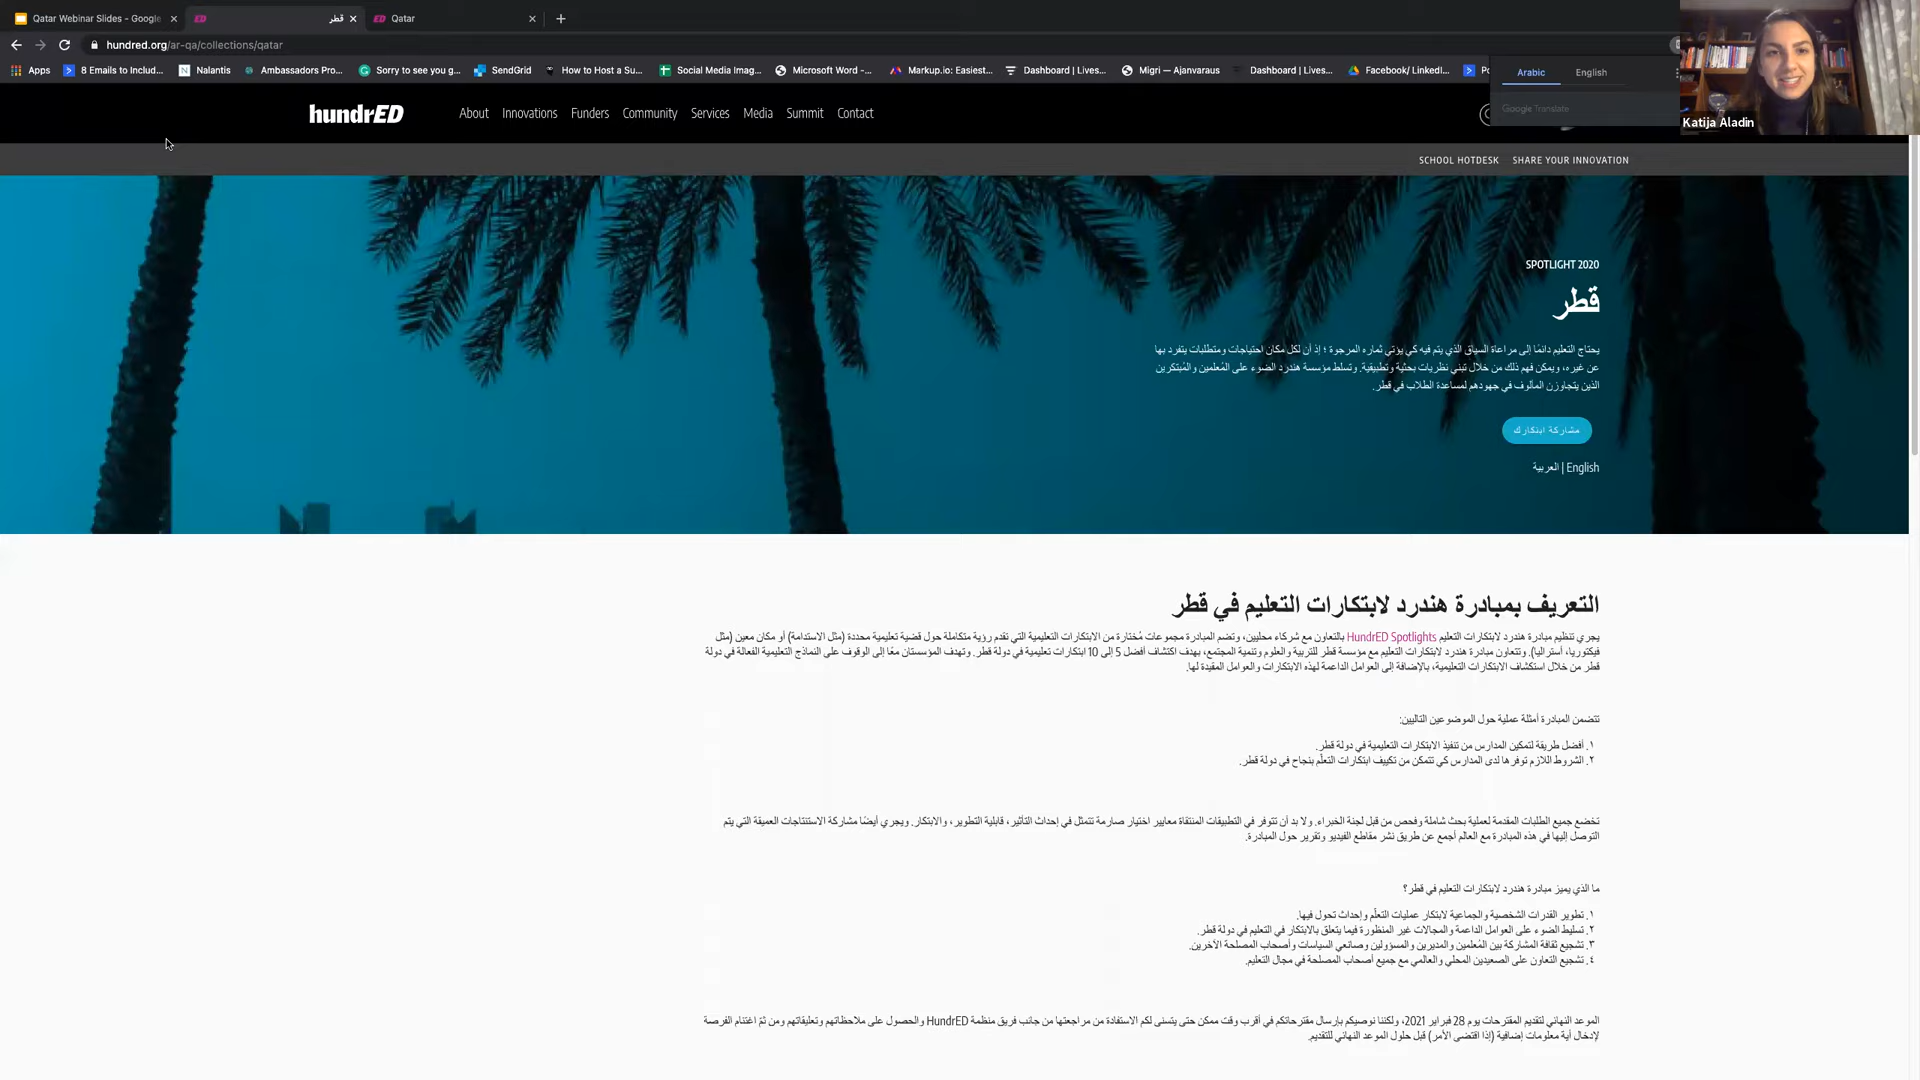 Qatar Webinar Slides - Google
قطر
Qatar
hundred.org/ar-qa/collections/qatar
Apps
8 Emails to Includ...
Nalantis
Ambassadors Pro...
Sorry to see you g...
SendGrid
How to Host a Su...
Social Media Imag...
Microsoft Word -...
Markup.io: Easiest...
Dashboard | Lives...
Migri — Ajanvaraus
Dashboard | Lives...
Facebook/ LinkedI...
Arabic
English
Google Translate
Katija Aladin
hundrED
About
Innovations
Funders
Community
Services
Media
Summit
Contact
SCHOOL HOTDESK
SHARE YOUR INNOVATION
SPOTLIGHT 2020
قطر
يحتاج التعليم دائمًا إلى مراعاة السياق الذي يتم فيه كي يؤتي ثماره المرجوة ؛ إذ أن لكل مكان احتياجات ومتطلبات يتفرد بها
عن غيره، ويمكن فهم ذلك من خلال تبني نظريات بحثية وتطبيقية. وتسلط مؤسسة هندرد الضوء على المُعلمين والمُبتكرين
الذين يتجاوزن المألوف في جهودهم لمساعدة الطلاب في قطر.
مشاركة ابتكارك
العربية | English
التعريف بمبادرة هندرد لابتكارات التعليم في قطر
يجري تنظيم مبادرة هندرد لابتكارات التعليم HundrED Spotlights بالتعاون مع شركاء محليين، وتضم المبادرة مجموعات مُختارة من الابتكارات التعليمية التي تقدم رؤية متكاملة حول قضية تعليمية محددة (مثل الاستدامة) أو مكان معين (مثل
فيكتوريا، أستراليا). وتتعاون مبادرة هندرد لابتكارات التعليم مع مؤسسة قطر للتربية والعلوم وتنمية المجتمع، بهدف اكتشاف أفضل 5 إلى 10 ابتكارات تعليمية في دولة قطر. وتهدف المؤسستان معًا إلى الوقوف على النماذج التعليمية الفعالة في دولة
قطر من خلال استكشاف الابتكارات التعليمية، بالإضافة إلى العوامل الداعمة لهذه الابتكارات والعوامل المقيدة لها.
تتضمن المبادرة أمثلة عملية حول الموضوعين التاليين:
١. أفضل طريقة لتمكين المدارس من تنفيذ الابتكارات التعليمية في دولة قطر.
٢. الشروط اللازم توفرها لدى المدارس كي تتمكن من تكييف ابتكارات التعلّم بنجاح في دولة قطر.
تخضع جميع الطلبات المقدمة لعملية بحث شاملة وفحص من قبل لجنة الخبراء. ولا بد أن تتوفر في التطبيقات المنتقاة معايير اختيار صارمة تتمثل في إحداث التأثير، قابلية التطوير، والابتكار. ويجري أيضًا مشاركة الاستنتاجات العميقة التي يتم
التوصل إليها في هذه المبادرة مع العالم أجمع عن طريق نشر مقاطع الفيديو وتقرير حول المبادرة.
ما الذي يميز مبادرة هندرد لابتكارات التعليم في قطر؟
١. تطوير القدرات الشخصية والجماعية لابتكار عمليات التعلّم وإحداث تحول فيها.
٢. تسليط الضوء على العوامل الداعمة والمجالات غير المنظورة فيما يتعلق بالابتكار في التعليم في دولة قطر.
٣. تشجيع ثقافة المشاركة بين المُعلمين والمديرين والمسؤولين وصانعي السياسات وأصحاب المصلحة الآخرين.
٤. تشجيع التعاون على الصعيدين المحلي والعالمي مع جميع أصحاب المصلحة في مجال التعليم.
الموعد النهائي لتقديم المقترحات يوم 28 فبراير 2021، ولكننا نوصيكم بإرسال مقترحاتكم في أقرب وقت ممكن حتى يتسنى لكم الاستفادة من مراجعتها من جانب فريق منظمة HundrED والحصول على ملاحظاتهم وتعليقاتهم ومن ثمّ اغتنام الفرصة
لإدخال أية معلومات إضافية (إذا اقتضى الأمر) قبل حلول الموعد النهائي للتقديم.